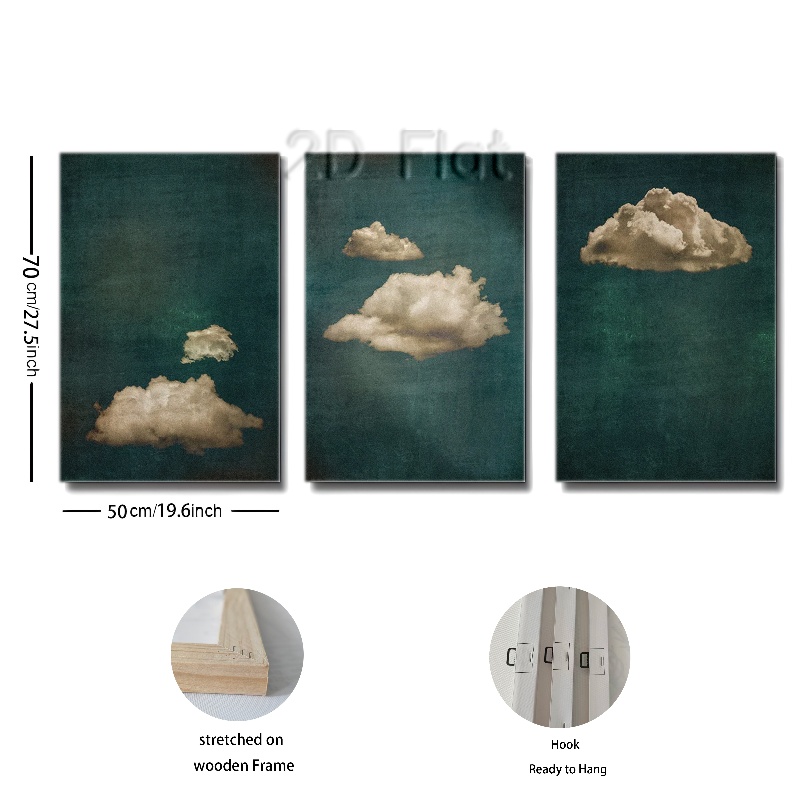 2D Flat
70 cm/27.5inch
50cm/19.6inch
stretched on
wooden Frame
Hook
Ready to Hang